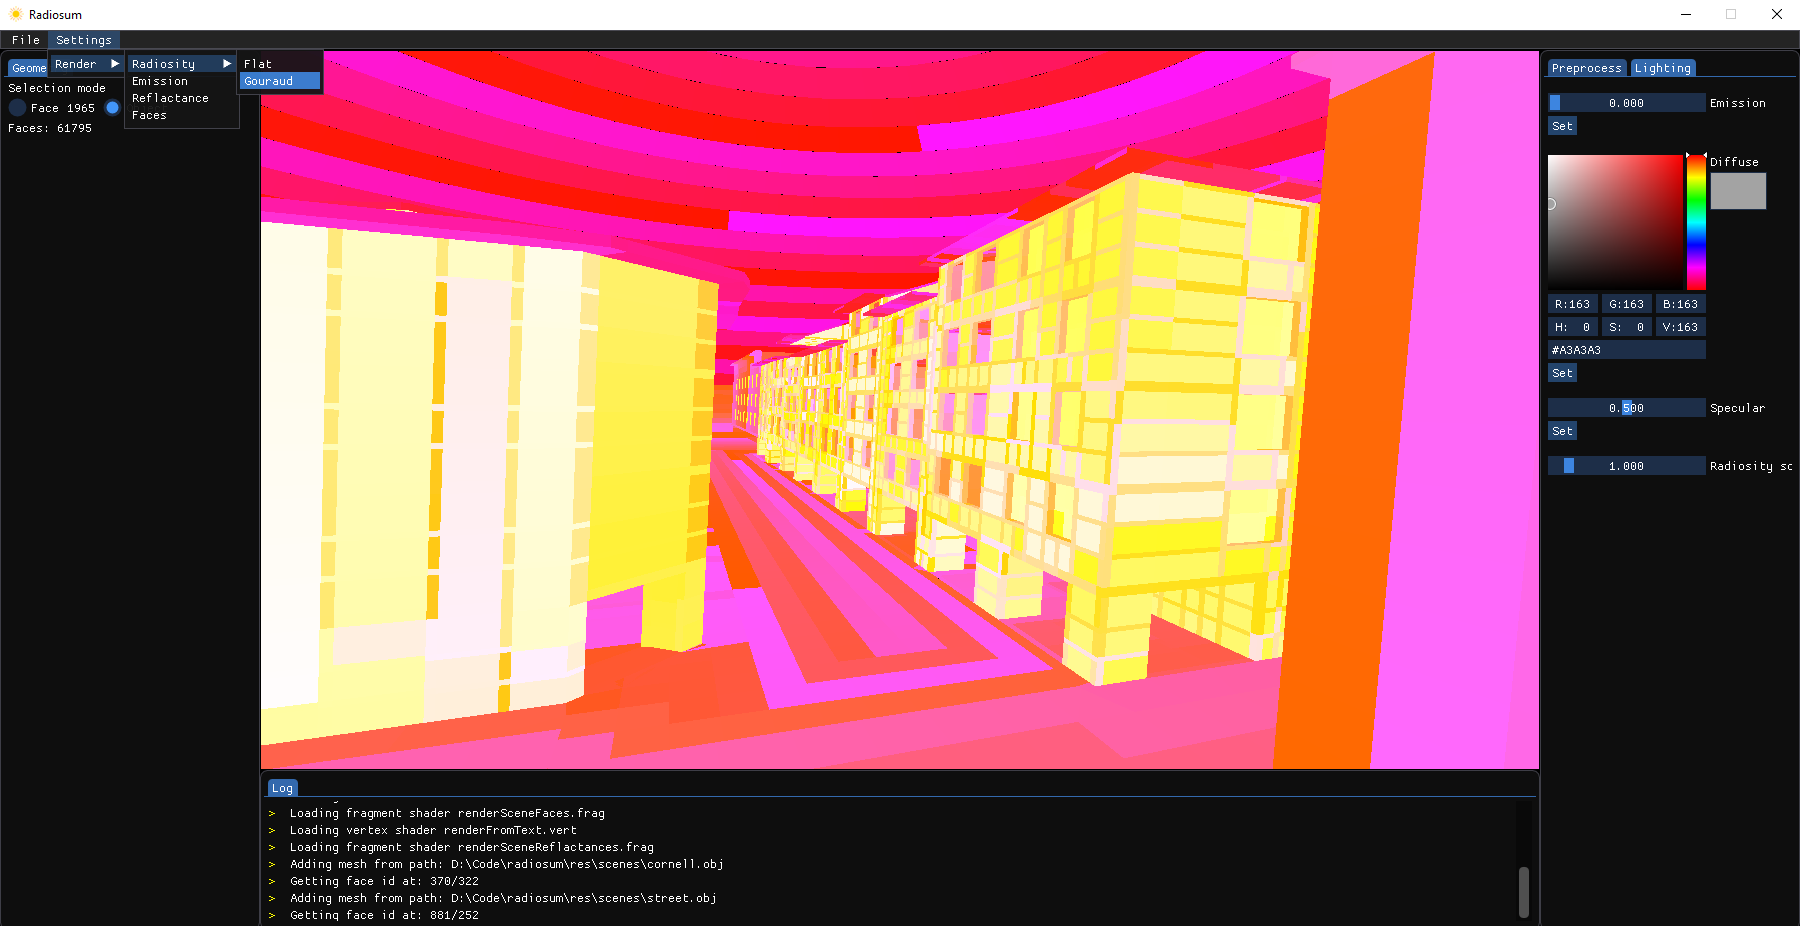 Radiosum
File Settings
Geome
Render
Radiosity
Emission
Reflactance
Faces
Flat
Gouraud
Selection mode
Face 1965
Faces: 61795
Preprocess Lighting
0.000 Emission
Set
Diffuse
R:163 G:163 B:163
H: 0 S: 0 V:163
#A3A3A3
Set
0.500 Specular
Set
1.000 Radiosity sc
Log
> Loading fragment shader renderSceneFaces.frag
> Loading vertex shader renderFromText.vert
> Loading fragment shader renderSceneReflactances.frag
> Adding mesh from path: D:\Code\radiosum\res\scenes\cornell.obj
> Getting face id at: 370/322
> Adding mesh from path: D:\Code\radiosum\res\scenes\street.obj
> Getting face id at: 881/252